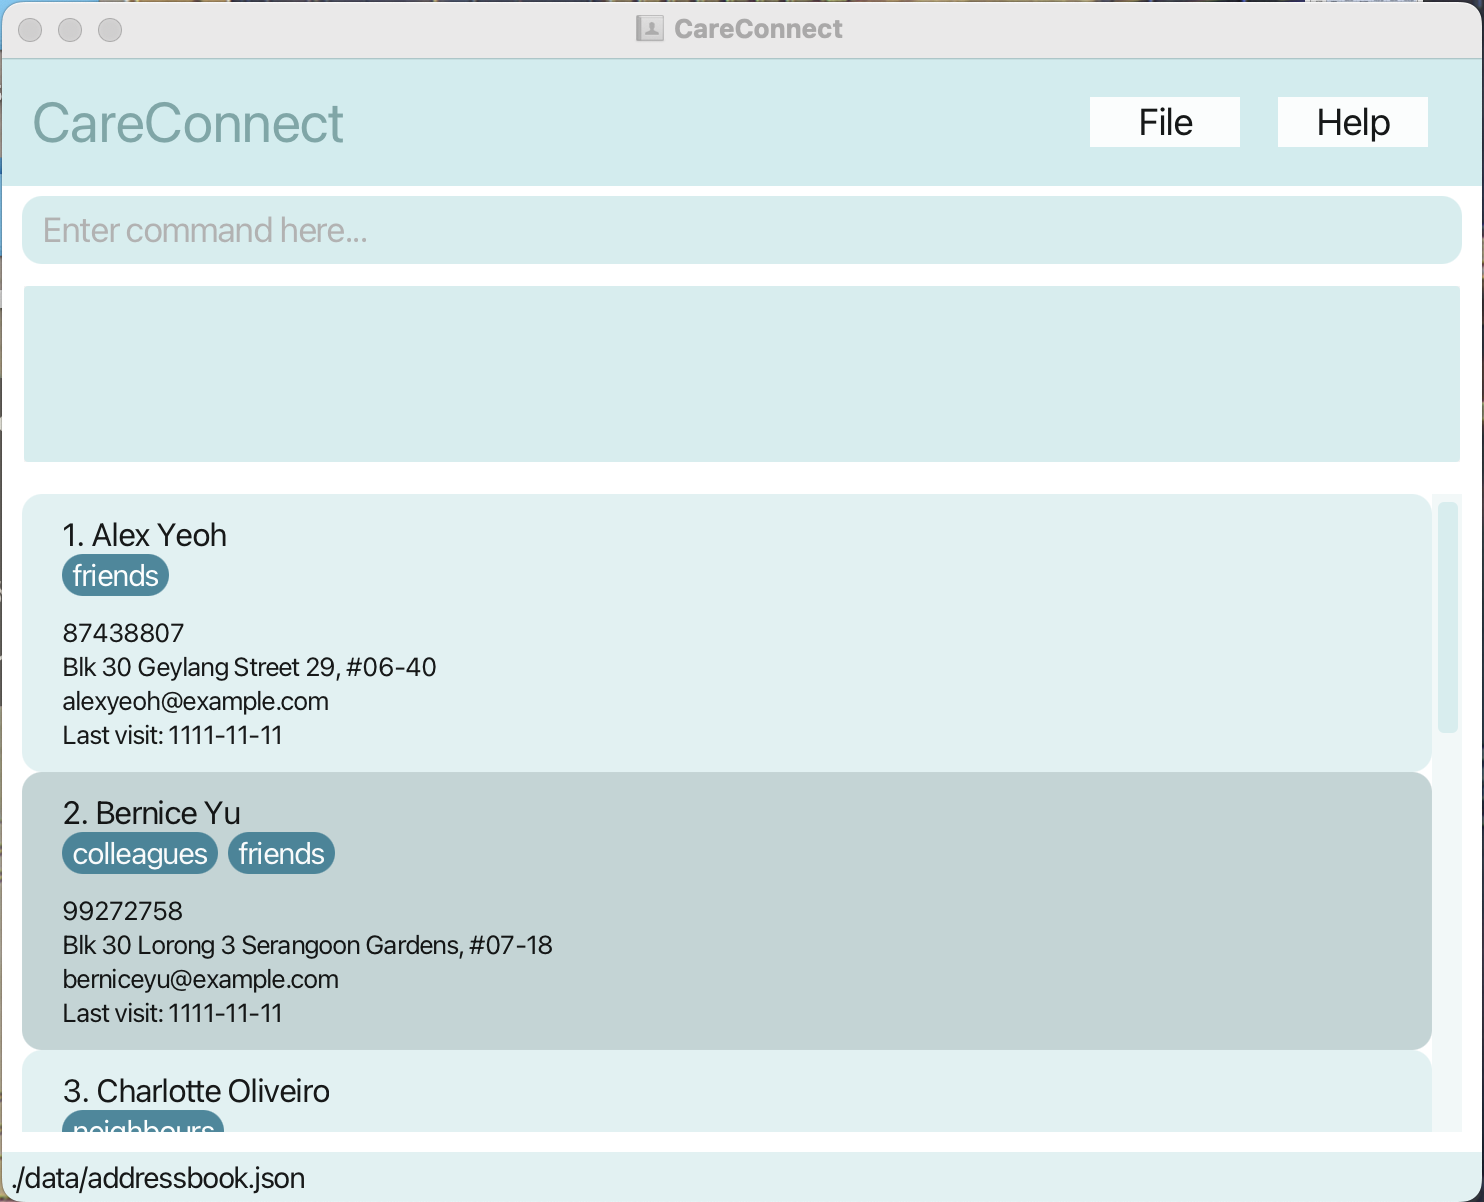 CareConnect
CareConnect
File
Help
Enter command here...
1. Alex Yeoh
friends
87438807
Blk 30 Geylang Street 29, #06-40
alexyeoh@example.com
Last visit: 1111-11-11
2. Bernice Yu
colleagues friends
99272758
Blk 30 Lorong 3 Serangoon Gardens, #07-18
berniceyu@example.com
Last visit: 1111-11-11
3. Charlotte Oliveiro
neighbours
./data/addressbook.json